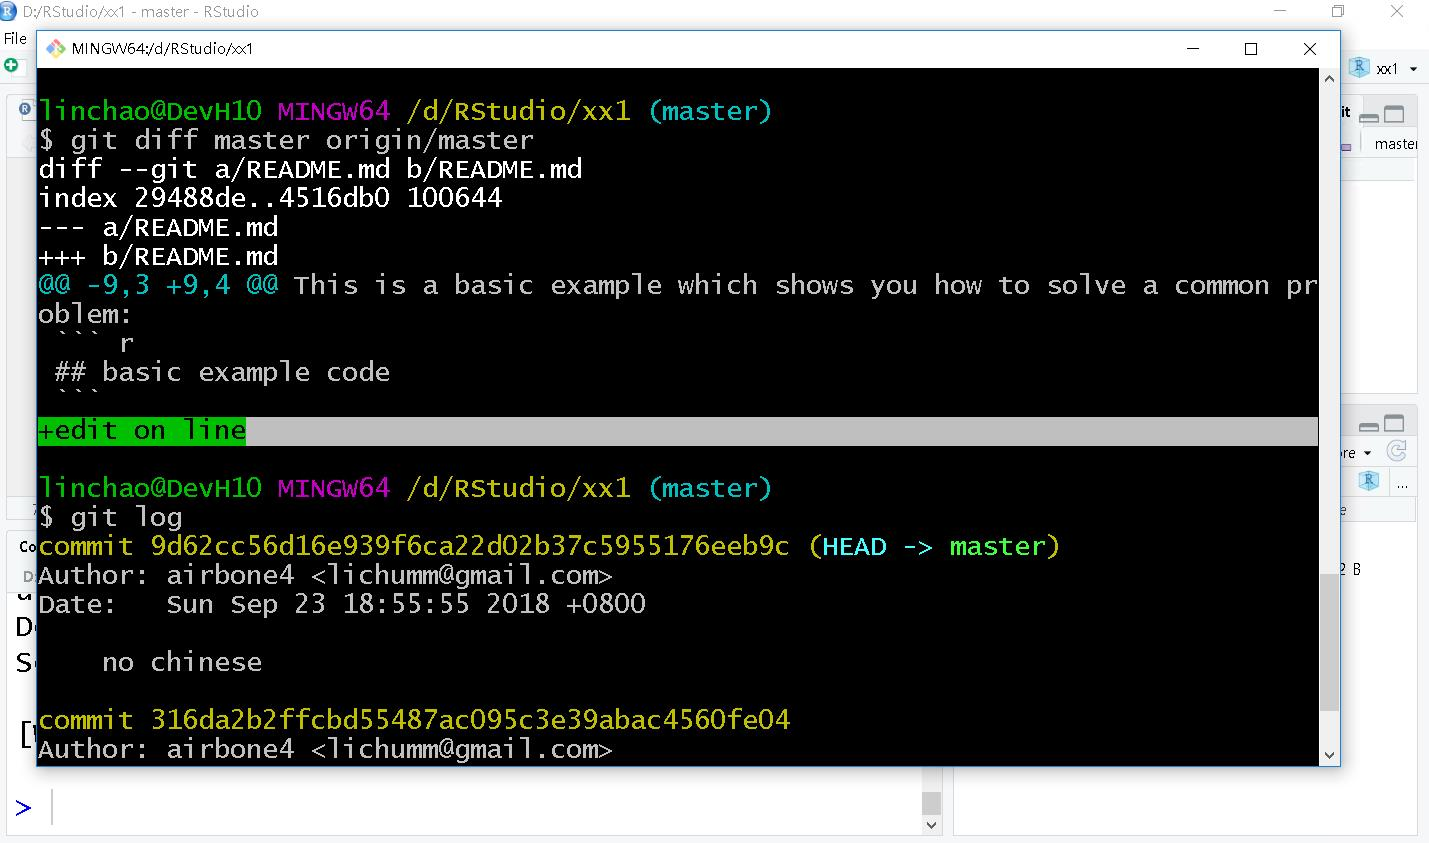 D:/RStudio/xx1 - master - RStudio
File
MINGW64:/d/RStudio/xx1
xx1
linchao@DevH10 MINGW64 /d/RStudio/xx1 (master)
$ git diff master origin/master
master
diff --git a/README.md b/README.md
index 29488de..4516db0 100644
--- a/README.md
+++ b/README.md
@@ -9,3 +9,4 @@ This is a basic example which shows you how to solve a common pr
oblem:
 ``` r
 ## basic example code
 ```
+edit on line
linchao@DevH10 MINGW64 /d/RStudio/xx1 (master)
...
$ git log
commit 9d62cc56d16e939f6ca22d02b37c5955176eeb9c (HEAD -> master)
Author: airbone4 <lichumm@gmail.com>
Date:   Sun Sep 23 18:55:55 2018 +0800
no chinese
commit 316da2b2ffcbd55487ac095c3e39abac4560fe04
Author: airbone4 <lichumm@gmail.com>
>